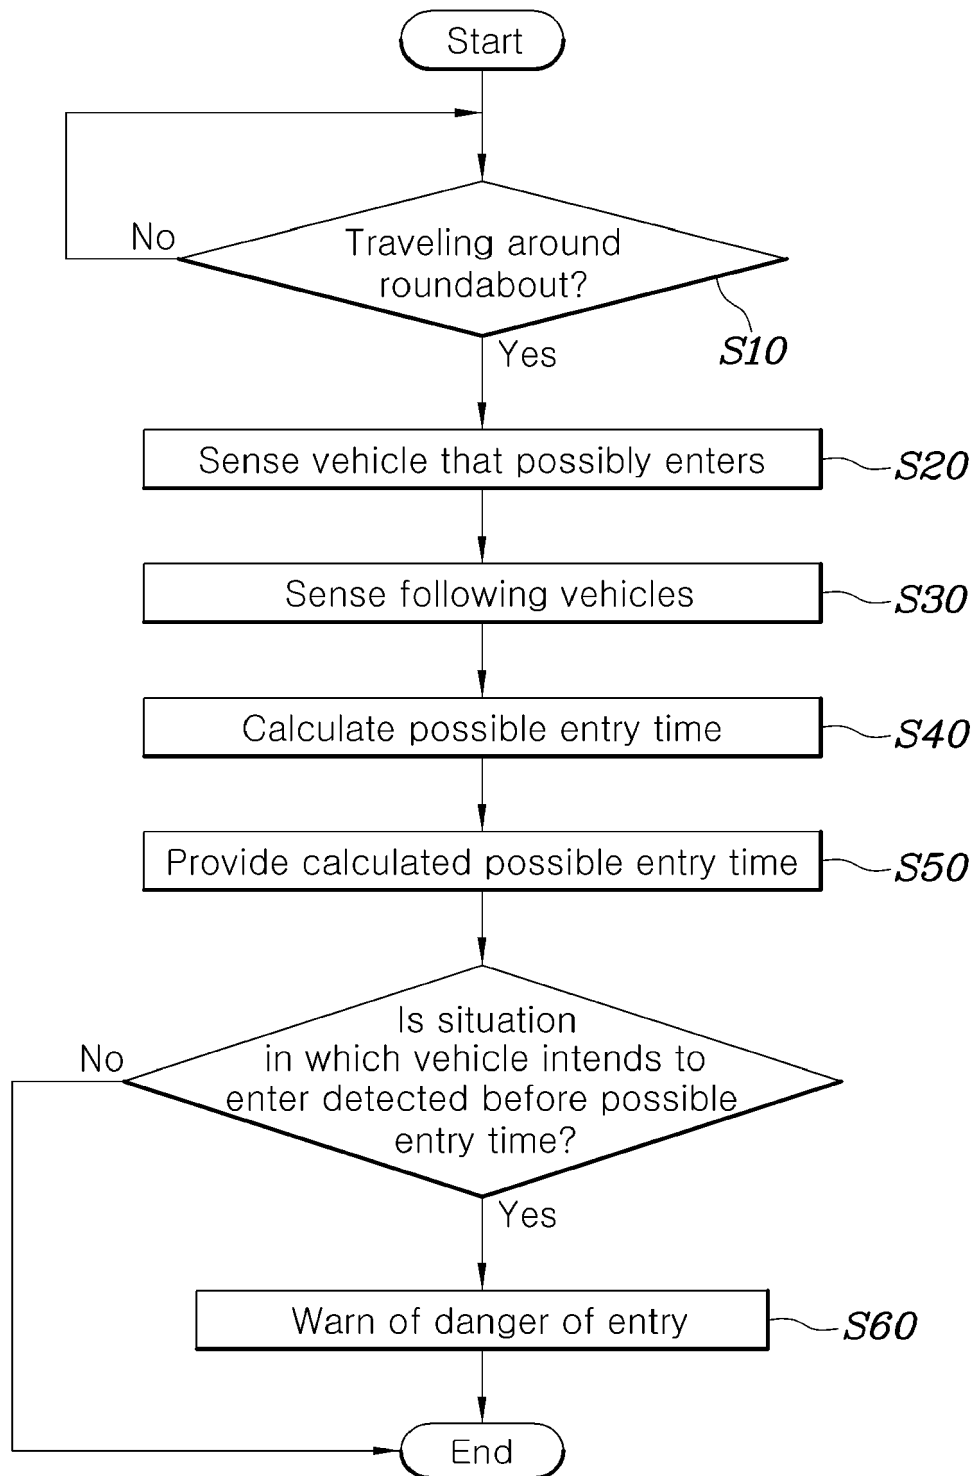 Start
No
Traveling around
roundabout?
S10
Yes
Sense vehicle that possibly enters
S20
Sense following vehicles
S30
Calculate possible entry time
S40
Provide calculated possible entry time
S50
Is situation
in which vehicle intends to
enter detected before possible
entry time?
No
Yes
Warn of danger of entry
S60
End